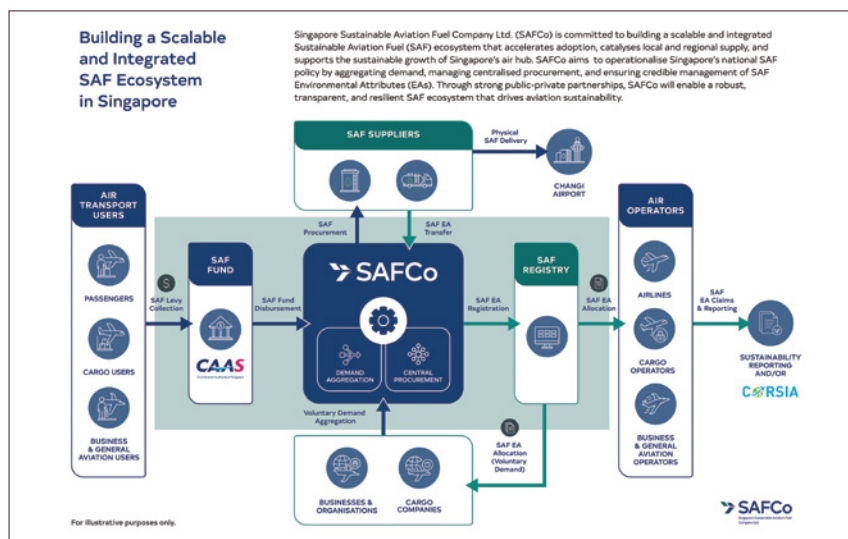 Building a Scalable
and Integrated
SAF Ecosystem
in Singapore
Singapore Sustainable Aviation Fuel Company Ltd. (SAFCo) is committed to building a scalable and integrated
Sustainable Aviation Fuel (SAF) ecosystem that accelerates adoption, catalyses local and regional supply, and
supports the sustainable growth of Singapore's air hub. SAFCo aims to operationalise Singapore's national SAF
policy by aggregating demand, managing centralised procurement, and ensuring credible management of SAF
Environmental Attributes (EAs). Through strong public-private partnerships, SAFCo will enable a robust,
transparent, and resilient SAF ecosystem that drives aviation sustainability.
SAF SUPPLIERS
Physical
SAF Delivery
CHANGI
AIRPORT
AIR
TRANSPORT
USERS
PASSENGERS
CARGO USERS
BUSINESS
& GENERAL
AVIATION USERS
SAF Levy
Collection
SAF
FUND
CAAS
SAF Fund
Disbursement
SAF
Procurement
SAF EA
Transfer
SAFCo
DEMAND
AGGREGATION
CENTRAL
PROCUREMENT
SAF EA
Registration
SAF
REGISTRY
SAF EA
Allocation
AIR
OPERATORS
AIRLINES
CARGO
OPERATORS
BUSINESS
& GENERAL
AVIATION
OPERATORS
SAF
EA Claims
& Reporting
SUSTAINABILITY
REPORTING
AND/OR
CORSIA
Voluntary Demand
Aggregation
SAF EA
Allocation
(Voluntary
Demand)
BUSINESSES &
ORGANISATIONS
CARGO
COMPANIES
For illustrative purposes only.
SAFCo
Singapore Sustainable Aviation Fuel
Company Ltd.